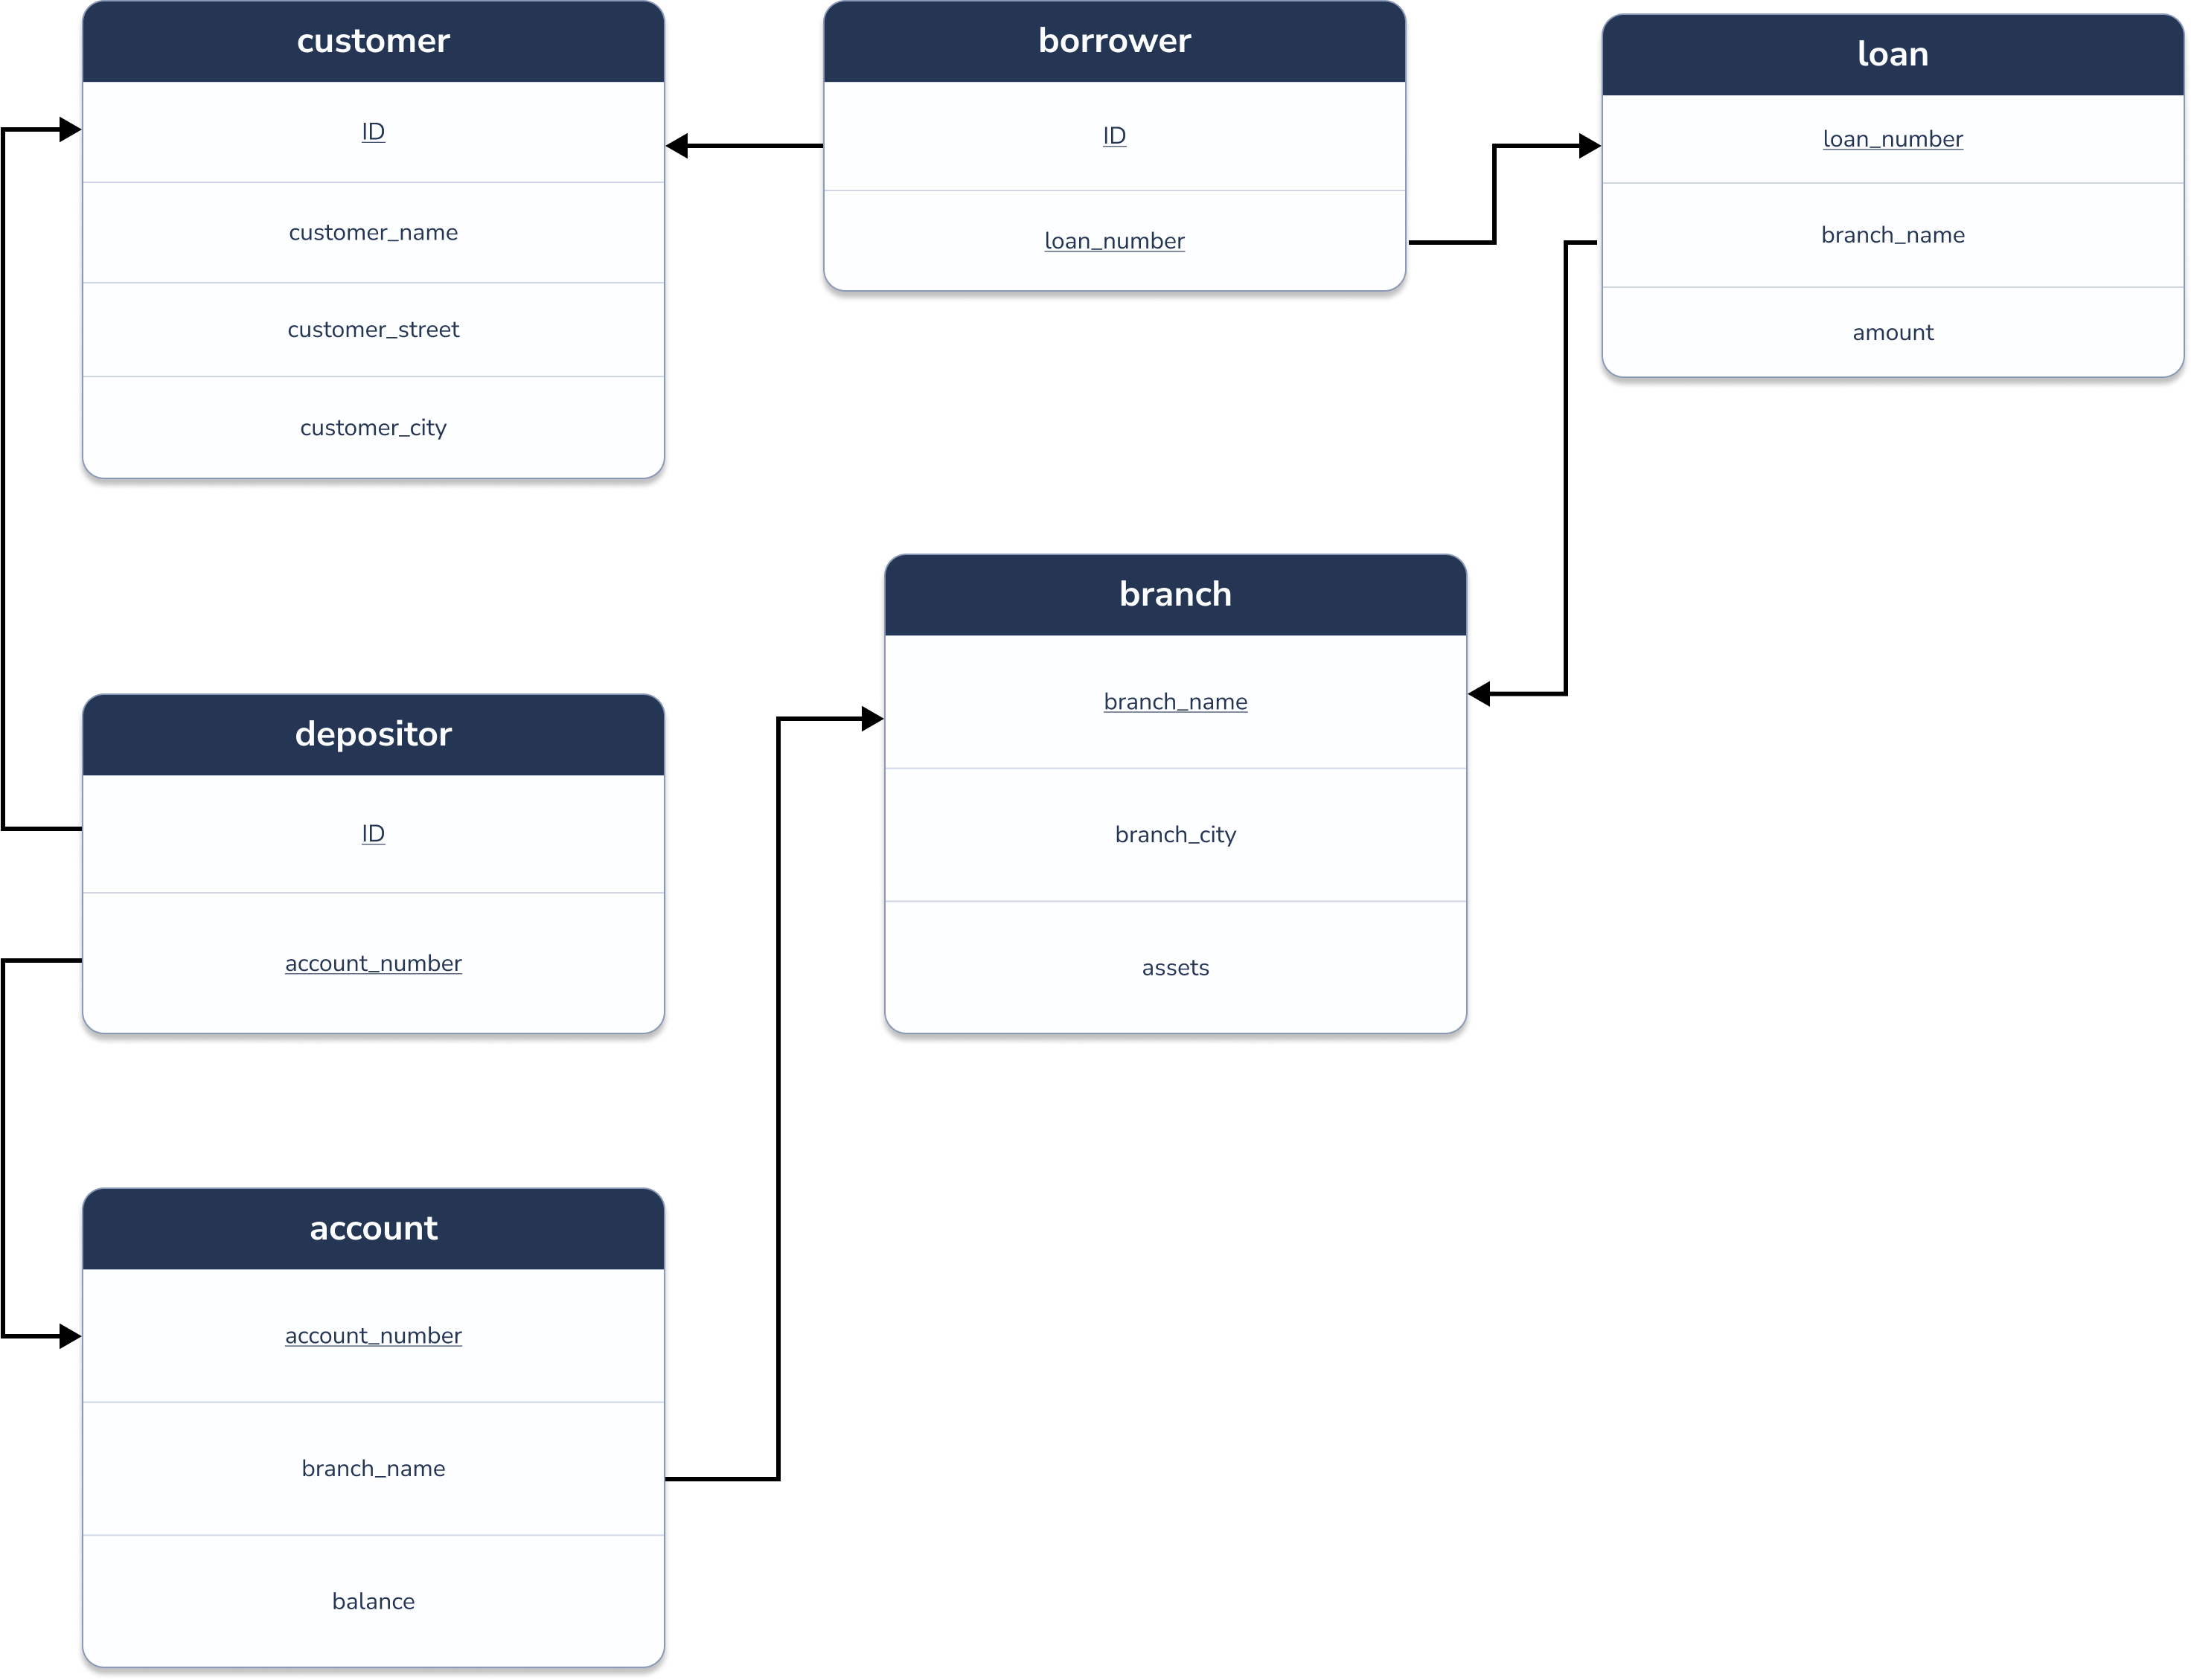 customer
ID
customer_name
customer_street
customer_city
borrower
ID
loan_number
loan
loan_number
branch_name
amount
branch
branch_name
branch_city
assets
depositor
ID
account_number
account
account_number
branch_name
balance